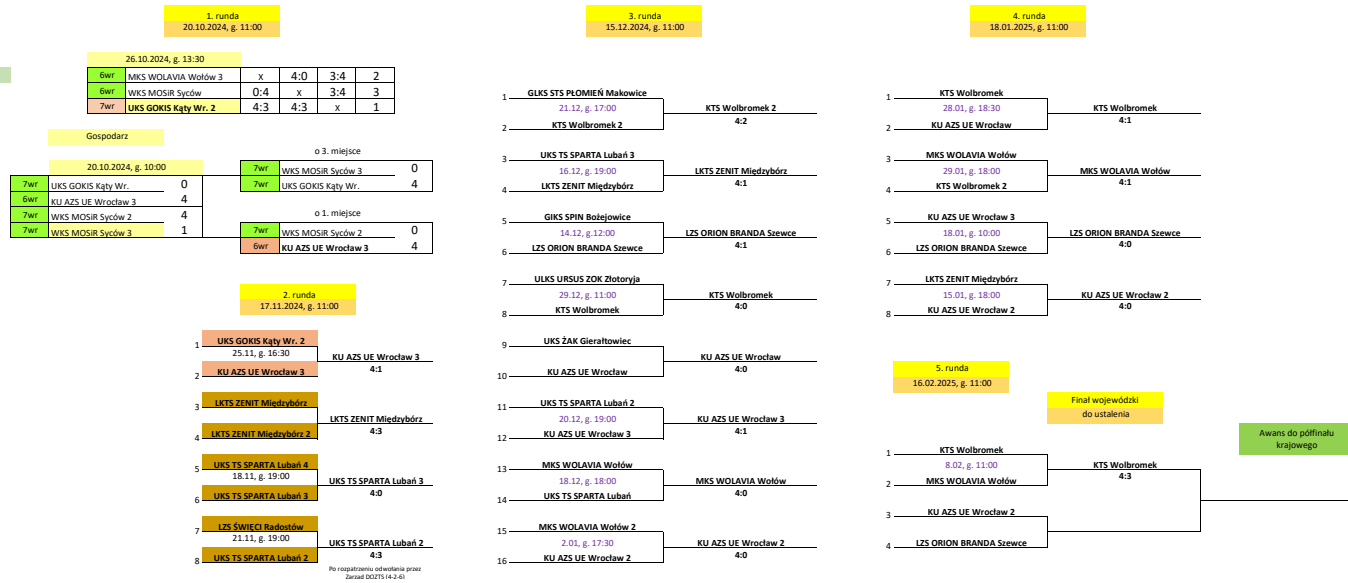 1. runda
20.10.2024, g. 11:00
26.10.2024, g. 13:30
6wr MKS WOLAVIA Wołów 3 x 4:0 3:4 2
6wr WKS MOSiR Syców 0:4 x 3:4 3
7wr UKS GOKIS Kąty Wr. 2 4:3 4:3 x 1
Gospodarz
20.10.2024, g. 10:00
7wr UKS GOKIS Kąty Wr. 0
6wr KU AZS UE Wrocław 3 4
7wr WKS MOSiR Syców 2 4
7wr WKS MOSiR Syców 3 1
o 3. miejsce
7wr WKS MOSiR Syców 3 0
7wr UKS GOKIS Kąty Wr. 4
o 1. miejsce
7wr WKS MOSiR Syców 2 0
6wr KU AZS UE Wrocław 3 4
2. runda
17.11.2024, g. 11:00
1 UKS GOKIS Kąty Wr. 2
25.11, g. 16:30
KU AZS UE Wrocław 3
4:1
2 KU AZS UE Wrocław 3
3 LKTS ZENIT Międzybórz
LKTS ZENIT Międzybórz
4:3
4 LKTS ZENIT Międzybórz 2
5 UKS TS SPARTA Lubań 4
18.11, g. 19:00
UKS TS SPARTA Lubań 3
4:0
6 UKS TS SPARTA Lubań 3
7 LZS ŚWIĘCI Radostów
21.11, g. 19:00
UKS TS SPARTA Lubań 2
4:3
8 UKS TS SPARTA Lubań 2
Po rozpatrzeniu odwołania przez
Zarząd DOZTS (4-2-6)
3. runda
15.12.2024, g. 11:00
1 GLKS STS PŁOMIEŃ Makowice
21.12, g. 17:00
KTS Wolbromek 2
4:2
2 KTS Wolbromek 2
3 UKS TS SPARTA Lubań 3
16.12, g. 19:00
LKTS ZENIT Międzybórz
4:1
4 LKTS ZENIT Międzybórz
5 GIKS SPIN Bożejowice
14.12, g.12:00
LZS ORION BRANDA Szewce
4:1
6 LZS ORION BRANDA Szewce
7 ULKS URSUS ZOK Złotoryja
29.12, g. 11:00
KTS Wolbromek
4:0
8 KTS Wolbromek
9 UKS ŻAK Gierałtowiec
KU AZS UE Wrocław
4:0
10 KU AZS UE Wrocław
11 UKS TS SPARTA Lubań 2
20.12, g. 19:00
KU AZS UE Wrocław 3
4:1
12 KU AZS UE Wrocław 3
13 MKS WOLAVIA Wołów
18.12, g. 18:00
MKS WOLAVIA Wołów
4:0
14 UKS TS SPARTA Lubań
15 MKS WOLAVIA Wołów 2
2.01, g. 17:30
KU AZS UE Wrocław 2
4:0
16 KU AZS UE Wrocław 2
4. runda
18.01.2025, g. 11:00
1 KTS Wolbromek
28.01, g. 18:30
KTS Wolbromek
4:1
2 KU AZS UE Wrocław
3 MKS WOLAVIA Wołów
29.01, g. 18:00
MKS WOLAVIA Wołów
4:1
4 KTS Wolbromek 2
5 KU AZS UE Wrocław 3
18.01, g. 10:00
LZS ORION BRANDA Szewce
4:0
6 LZS ORION BRANDA Szewce
7 LKTS ZENIT Międzybórz
15.01, g. 18:00
KU AZS UE Wrocław 2
4:0
8 KU AZS UE Wrocław 2
5. runda
16.02.2025, g. 11:00
Finał wojewódzki
do ustalenia
Awans do półfinału
krajowego
1 KTS Wolbromek
8.02, g. 11:00
KTS Wolbromek
4:3
2 MKS WOLAVIA Wołów
3 KU AZS UE Wrocław 2
4 LZS ORION BRANDA Szewce